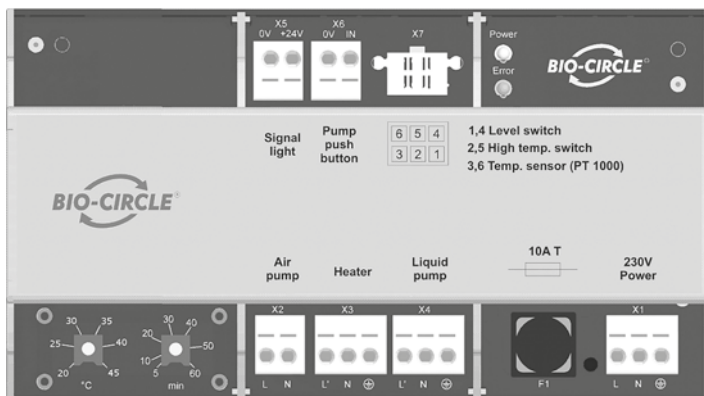 X5
0V +24V
X6
0V IN
X7
Power
Error
BIO-CIRCLE
Signal
light
Pump
push
button
6 5 4
3 2 1
1,4 Level switch
2,5 High temp. switch
3,6 Temp. sensor (PT 1000)
BIO-CIRCLE®
Air
pump
Heater
Liquid
pump
10A T
230V
Power
30 35
25 40
20 45
°C
30 40
20 50
10
5 60
min
X2
L N
X3
L' N
X4
L' N
F1
X1
L N